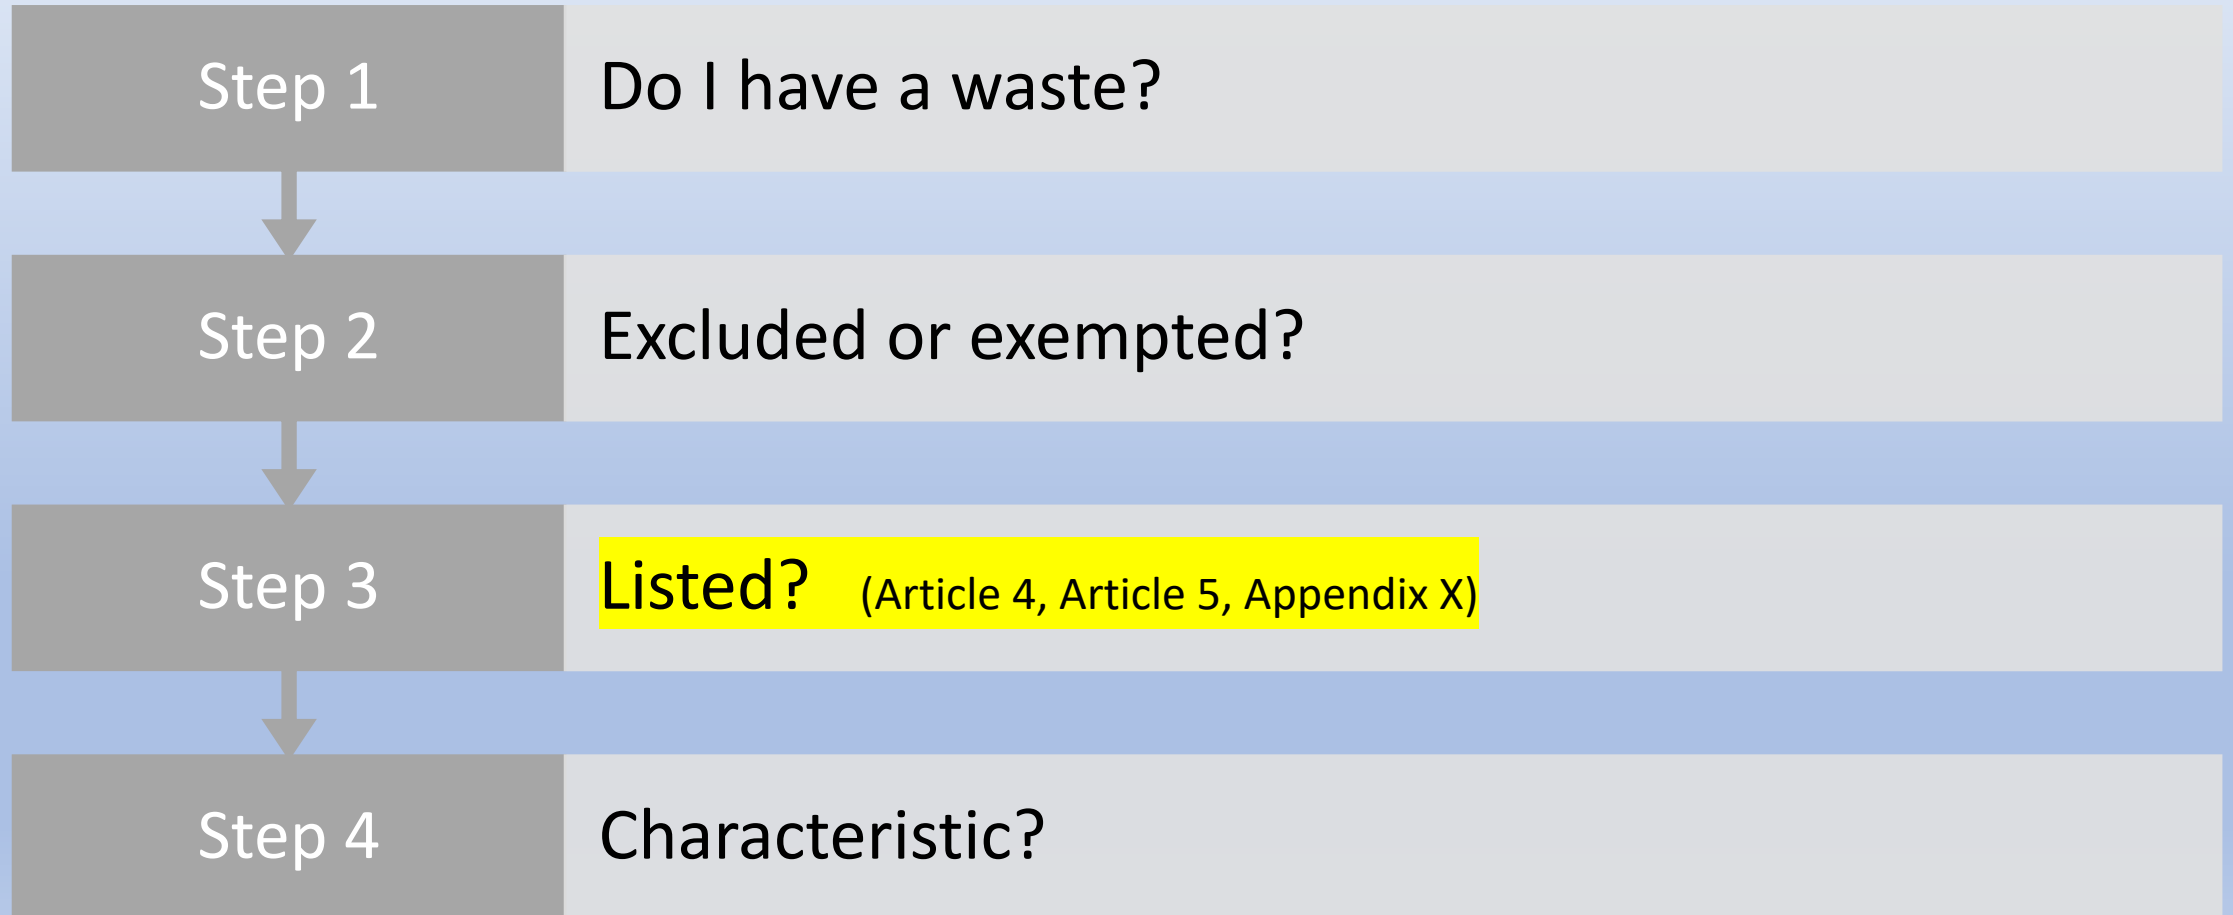 Step 1
Do I have a waste?
Step 2
Excluded or exempted?
Step 3
Listed? (Article 4, Article 5, Appendix X)
Step 4
Characteristic?